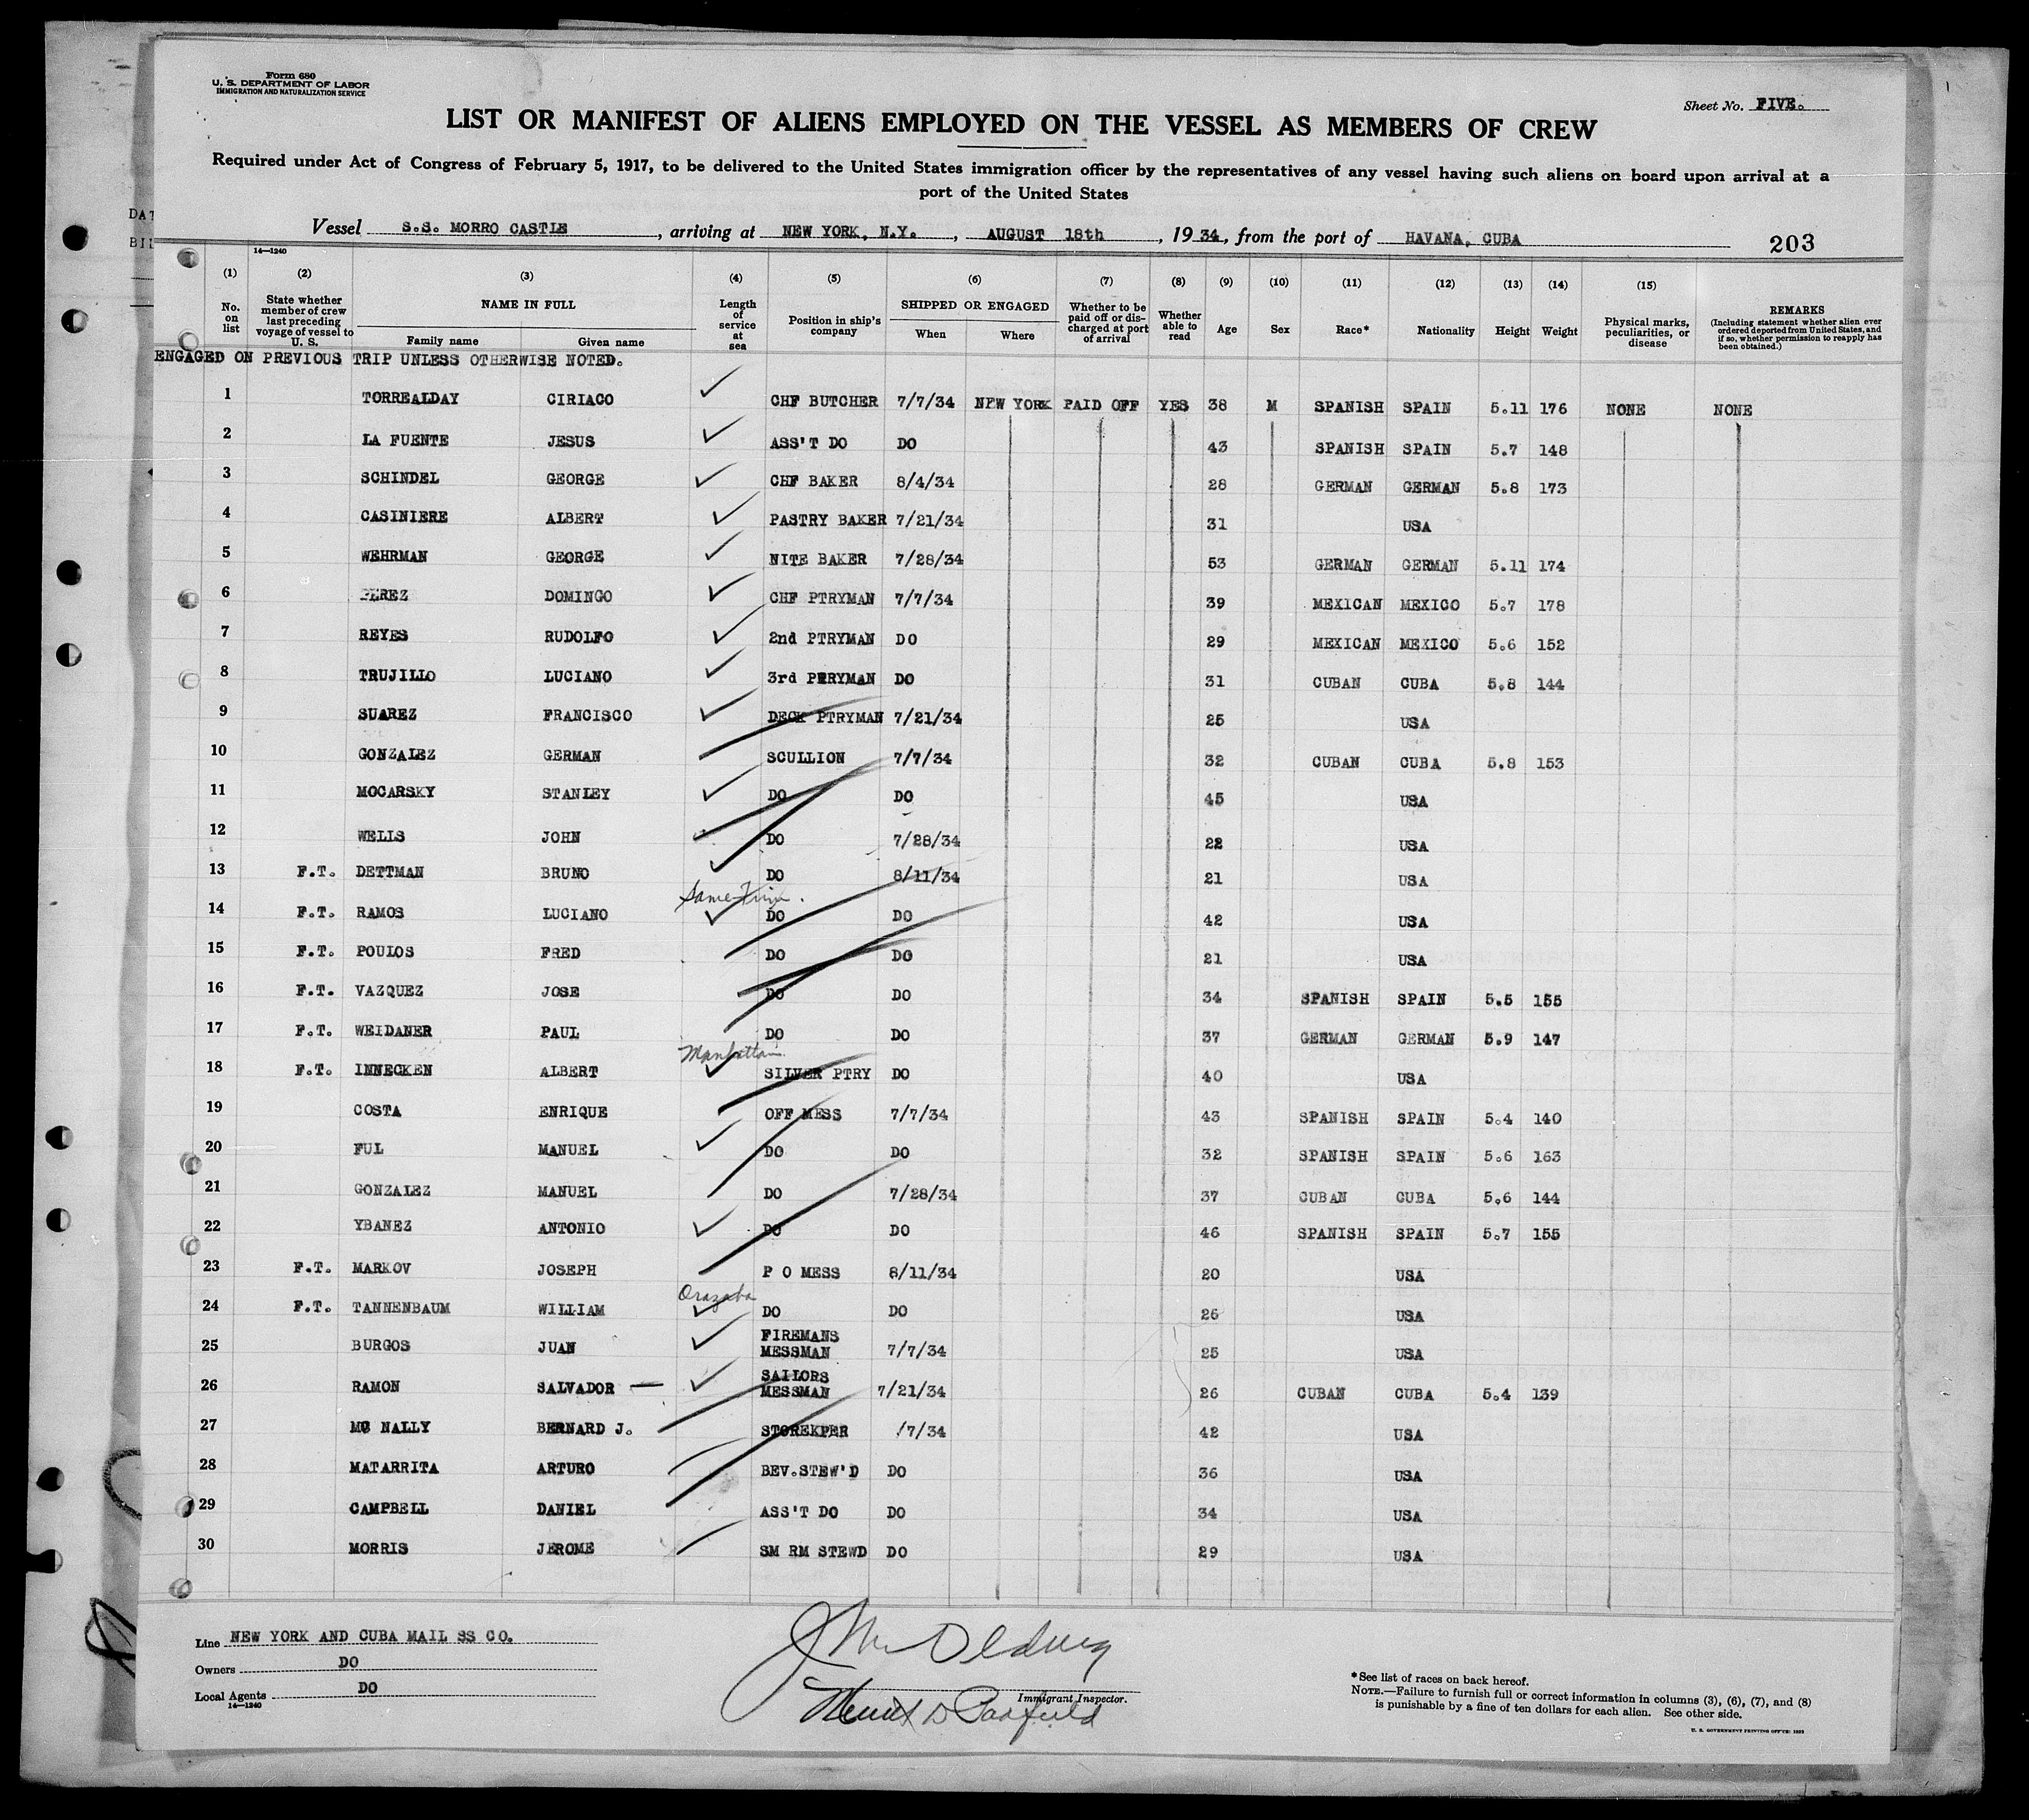 Form 680
U. S. DEPARTMENT OF LABOR
IMMIGRATION AND NATURALIZATION SERVICE
Sheet No. FIVE.
LIST OR MANIFEST OF ALIENS EMPLOYED ON THE VESSEL AS MEMBERS OF CREW
Required under Act of Congress of February 5, 1917, to be delivered to the United States immigration officer by the representatives of any vessel having such aliens on board upon arrival at a
port of the United States
DAT
BIL
Vessel S.S. MORRO CASTLE, arriving at NEW YORK, N.Y., AUGUST 18th, 1934, from the port of HAVANA, CUBA 203
14—1240
(1) (2) (3) (4) (5) (6) (7) (8) (9) (10) (11) (12) (13) (14) (15)
No. on list State whether member of crew last preceding voyage of vessel to U. S. NAME IN FULL Family name Given name Length of service at sea Position in ship's company SHIPPED OR ENGAGED When Where Whether to be paid off or discharged at port of arrival Whether able to read Age Sex Race* Nationality Height Weight Physical marks, peculiarities, or disease REMARKS (Including statement whether alien ever ordered deported from United States, and if so, whether permission to reapply has been obtained.)
ENGAGED ON PREVIOUS TRIP UNLESS OTHERWISE NOTED.
1 TORREALDAY CIRIACO CHF BUTCHER 7/7/34 NEW YORK PAID OFF YES 38 M SPANISH SPAIN 5.11 176 NONE NONE
2 LA FUENTE JESUS ASS'T DO DO 43 SPANISH SPAIN 5.7 148
3 SCHINDEL GEORGE CHF BAKER 8/4/34 28 GERMAN GERMAN 5.8 173
4 CASINIERE ALBERT PASTRY BAKER 7/21/34 31 USA
5 WEHRMAN GEORGE NITE BAKER 7/28/34 53 GERMAN GERMAN 5.11 174
6 PEREZ DOMINGO CHF PTRYMAN 7/7/34 39 MEXICAN MEXICO 5.7 178
7 REYES RUDOLFO 2nd PTRYMAN DO 29 MEXICAN MEXICO 5.6 152
8 TRUJILLO LUCIANO 3rd PRRYMAN DO 31 CUBAN CUBA 5.8 144
9 SUAREZ FRANCISCO DECK PTRYMAN 7/21/34 25 USA
10 GONZALEZ GERMAN SCULLION 7/7/34 32 CUBAN CUBA 5.8 153
11 MOCARSKY STANLEY DO DO 45 USA
12 WELLS JOHN DO 7/28/34 22 USA
13 F.T. DETTMAN BRUNO DO 8/11/34 21 USA
14 F.T. RAMOS LUCIANO DO DO 42 USA
15 F.T. POULOS FRED DO DO 21 USA
16 F.T. VAZQUEZ JOSE DO DO 34 SPANISH SPAIN 5.5 155
17 F.T. WEIDANER PAUL DO DO 37 GERMAN GERMAN 5.9 147
Manhattan
18 F.T. INNECKEN ALBERT SILVER PTRY DO 40 USA
19 COSTA ENRIQUE OFF MESS 7/7/34 43 SPANISH SPAIN 5.4 140
20 FUL MANUEL DO DO 32 SPANISH SPAIN 5.6 163
21 GONZALEZ MANUEL DO 7/28/34 37 CUBAN CUBA 5.6 144
22 YBANEZ ANTONIO DO DO 46 SPANISH SPAIN 5.7 155
23 F.T. MARKOV JOSEPH P O MESS 8/11/34 20 USA
Orazaba
24 F.T. TANNENBAUM WILLIAM DO DO 26 USA
25 BURGOS JUAN FIREMANS MESSMAN 7/7/34 25 USA
26 RAMON SALVADOR — SAILORS MESSMAN 7/21/34 26 CUBAN CUBA 5.4 139
27 MC NALLY BERNARD J. STOREKPER /7/34 42 USA
28 MATARRITA ARTURO BEV.STEW'D DO 36 USA
29 CAMPBELL DANIEL ASS'T DO DO 34 USA
30 MORRIS JEROME SM RM STEWD DO 29 USA
Line NEW YORK AND CUBA MAIL SS CO.
Owners DO
Local Agents DO
14—1240
Immigrant Inspector.
*See list of races on back hereof.
NOTE.—Failure to furnish full or correct information in columns (3), (6), (7), and (8)
is punishable by a fine of ten dollars for each alien. See other side.